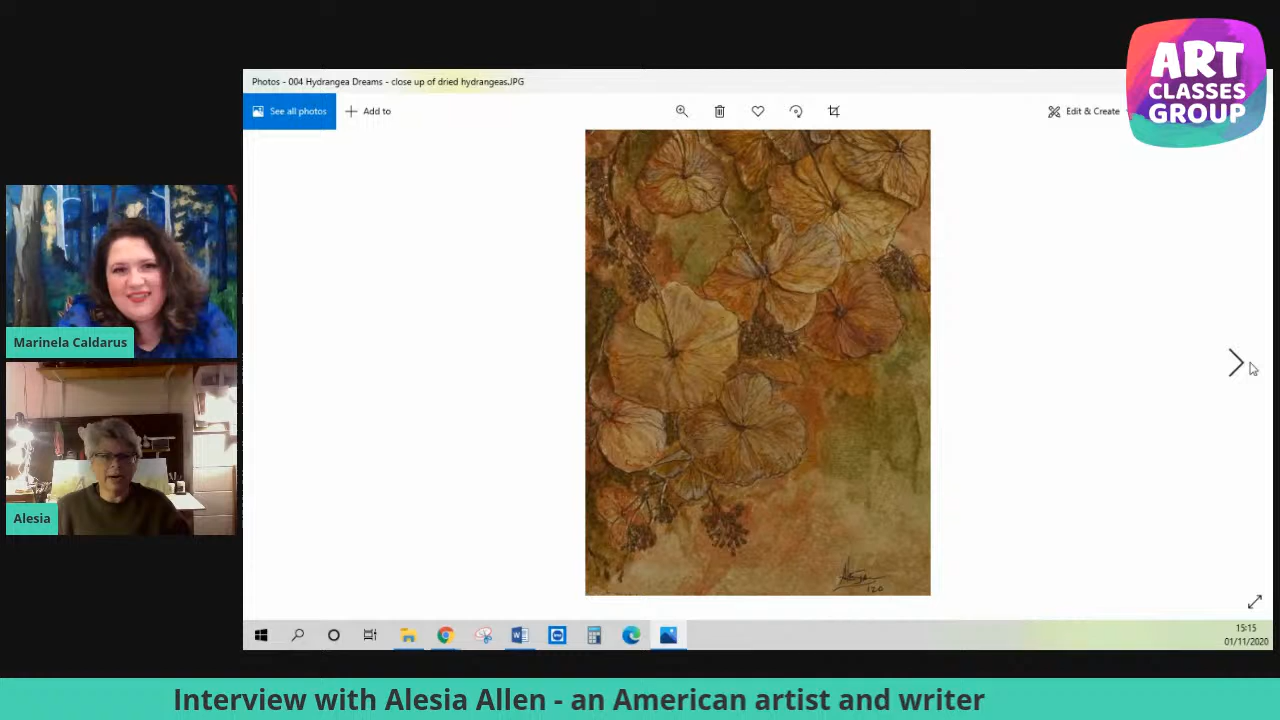 ART
CLASSES
GROUP
Photos - 004 Hydrangea Dreams - close up of dried hydrangeas.JPG
See all photos
Add to
Edit & Create
Marinela Caldarus
Alesia
120
15:15
01/11/2020
Interview with Alesia Allen - an American artist and writer